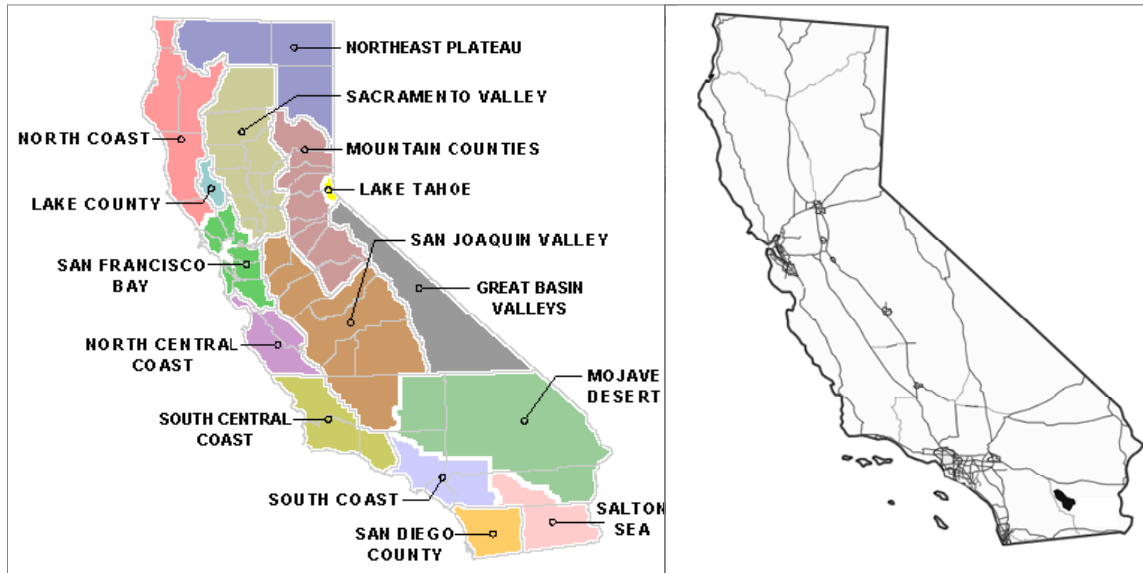 NORTHEAST PLATEAU
SACRAMENTO VALLEY
NORTH COAST
MOUNTAIN COUNTIES
LAKE TAHOE
LAKE COUNTY
SAN JOAQUIN VALLEY
SAN FRANCISCO
BAY
GREAT BASIN
VALLEYS
NORTH CENTRAL
COAST
MOJAVE
DESERT
SOUTH CENTRAL
COAST
SOUTH COAST
SALTON
SEA
SAN DIEGO
COUNTY